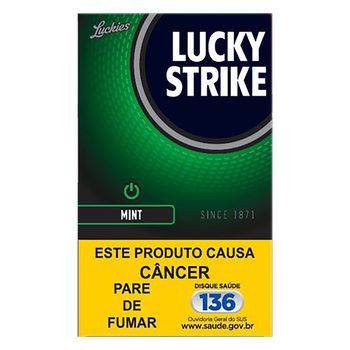 Luckies
LUCKY
STRIKE
MINT
SINCE 1871
ESTE PRODUTO CAUSA
CÂNCER
PARE
DE
FUMAR
DISQUE SAÚDE
136
Ouvidoria Geral do SUS
www.saude.gov.br